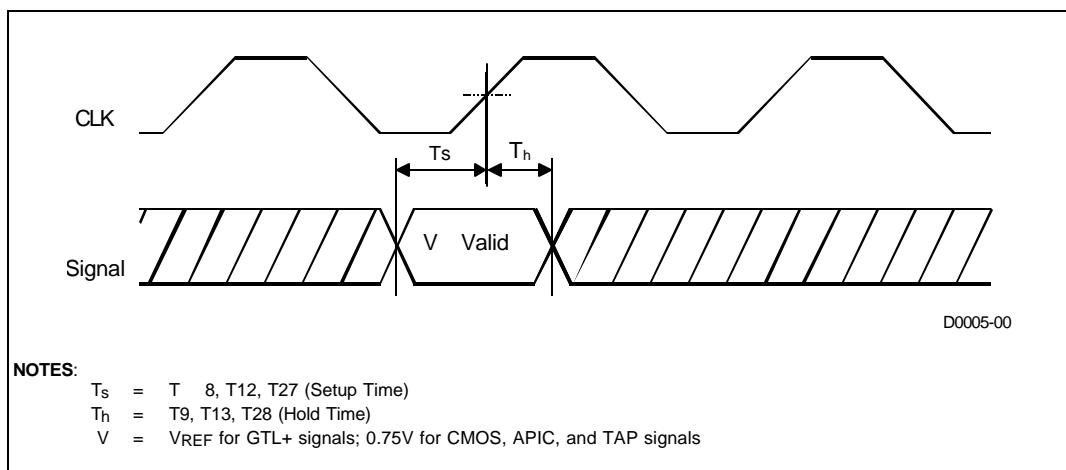 CLK
Ts Th
V Valid
Signal
D0005-00
NOTES:
Ts = T 8, T12, T27 (Setup Time)
Th = T9, T13, T28 (Hold Time)
V = VREF for GTL+ signals; 0.75V for CMOS, APIC, and TAP signals